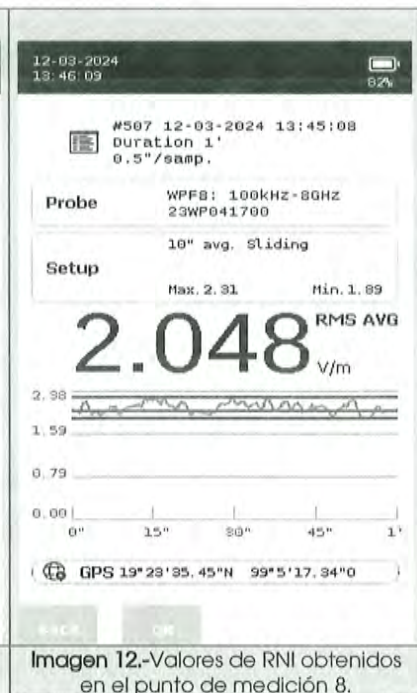 12-03-2024
13:46:09
82%
#507 12-03-2024 13:45:08
Duration 1'
0.5"/samp.
Probe
WPF8: 100kHz-8GHz
23WP041700
Setup
10" avg. Sliding
Max. 2.31 Min. 1.89
2.048 RMS AVG
V/m
2.38
1.59
0.79
0.00
0" 15" 30" 45" 1'
GPS 19°23'35.45"N 99°5'17.34"O
BACK OK
Imagen 12.-Valores de RNI obtenidos
en el punto de medición 8.